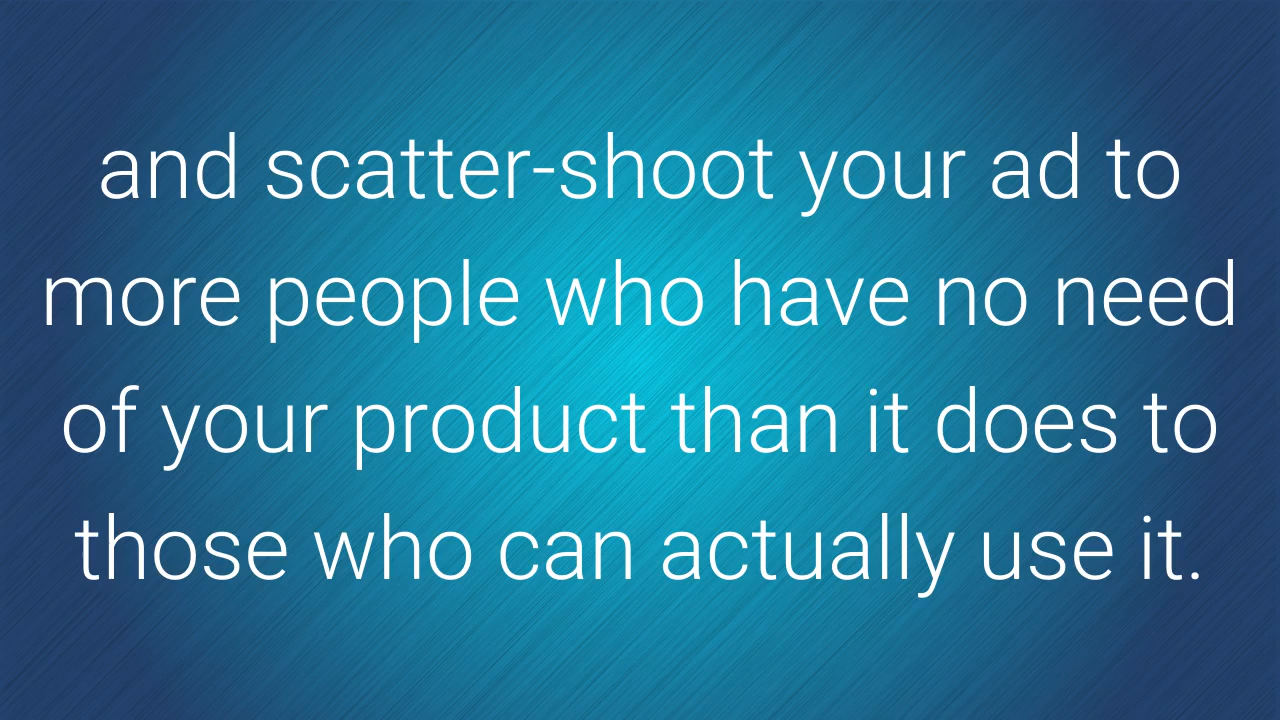 and scatter-shoot your ad to
more people who have no need
of your product than it does to
those who can actually use it.